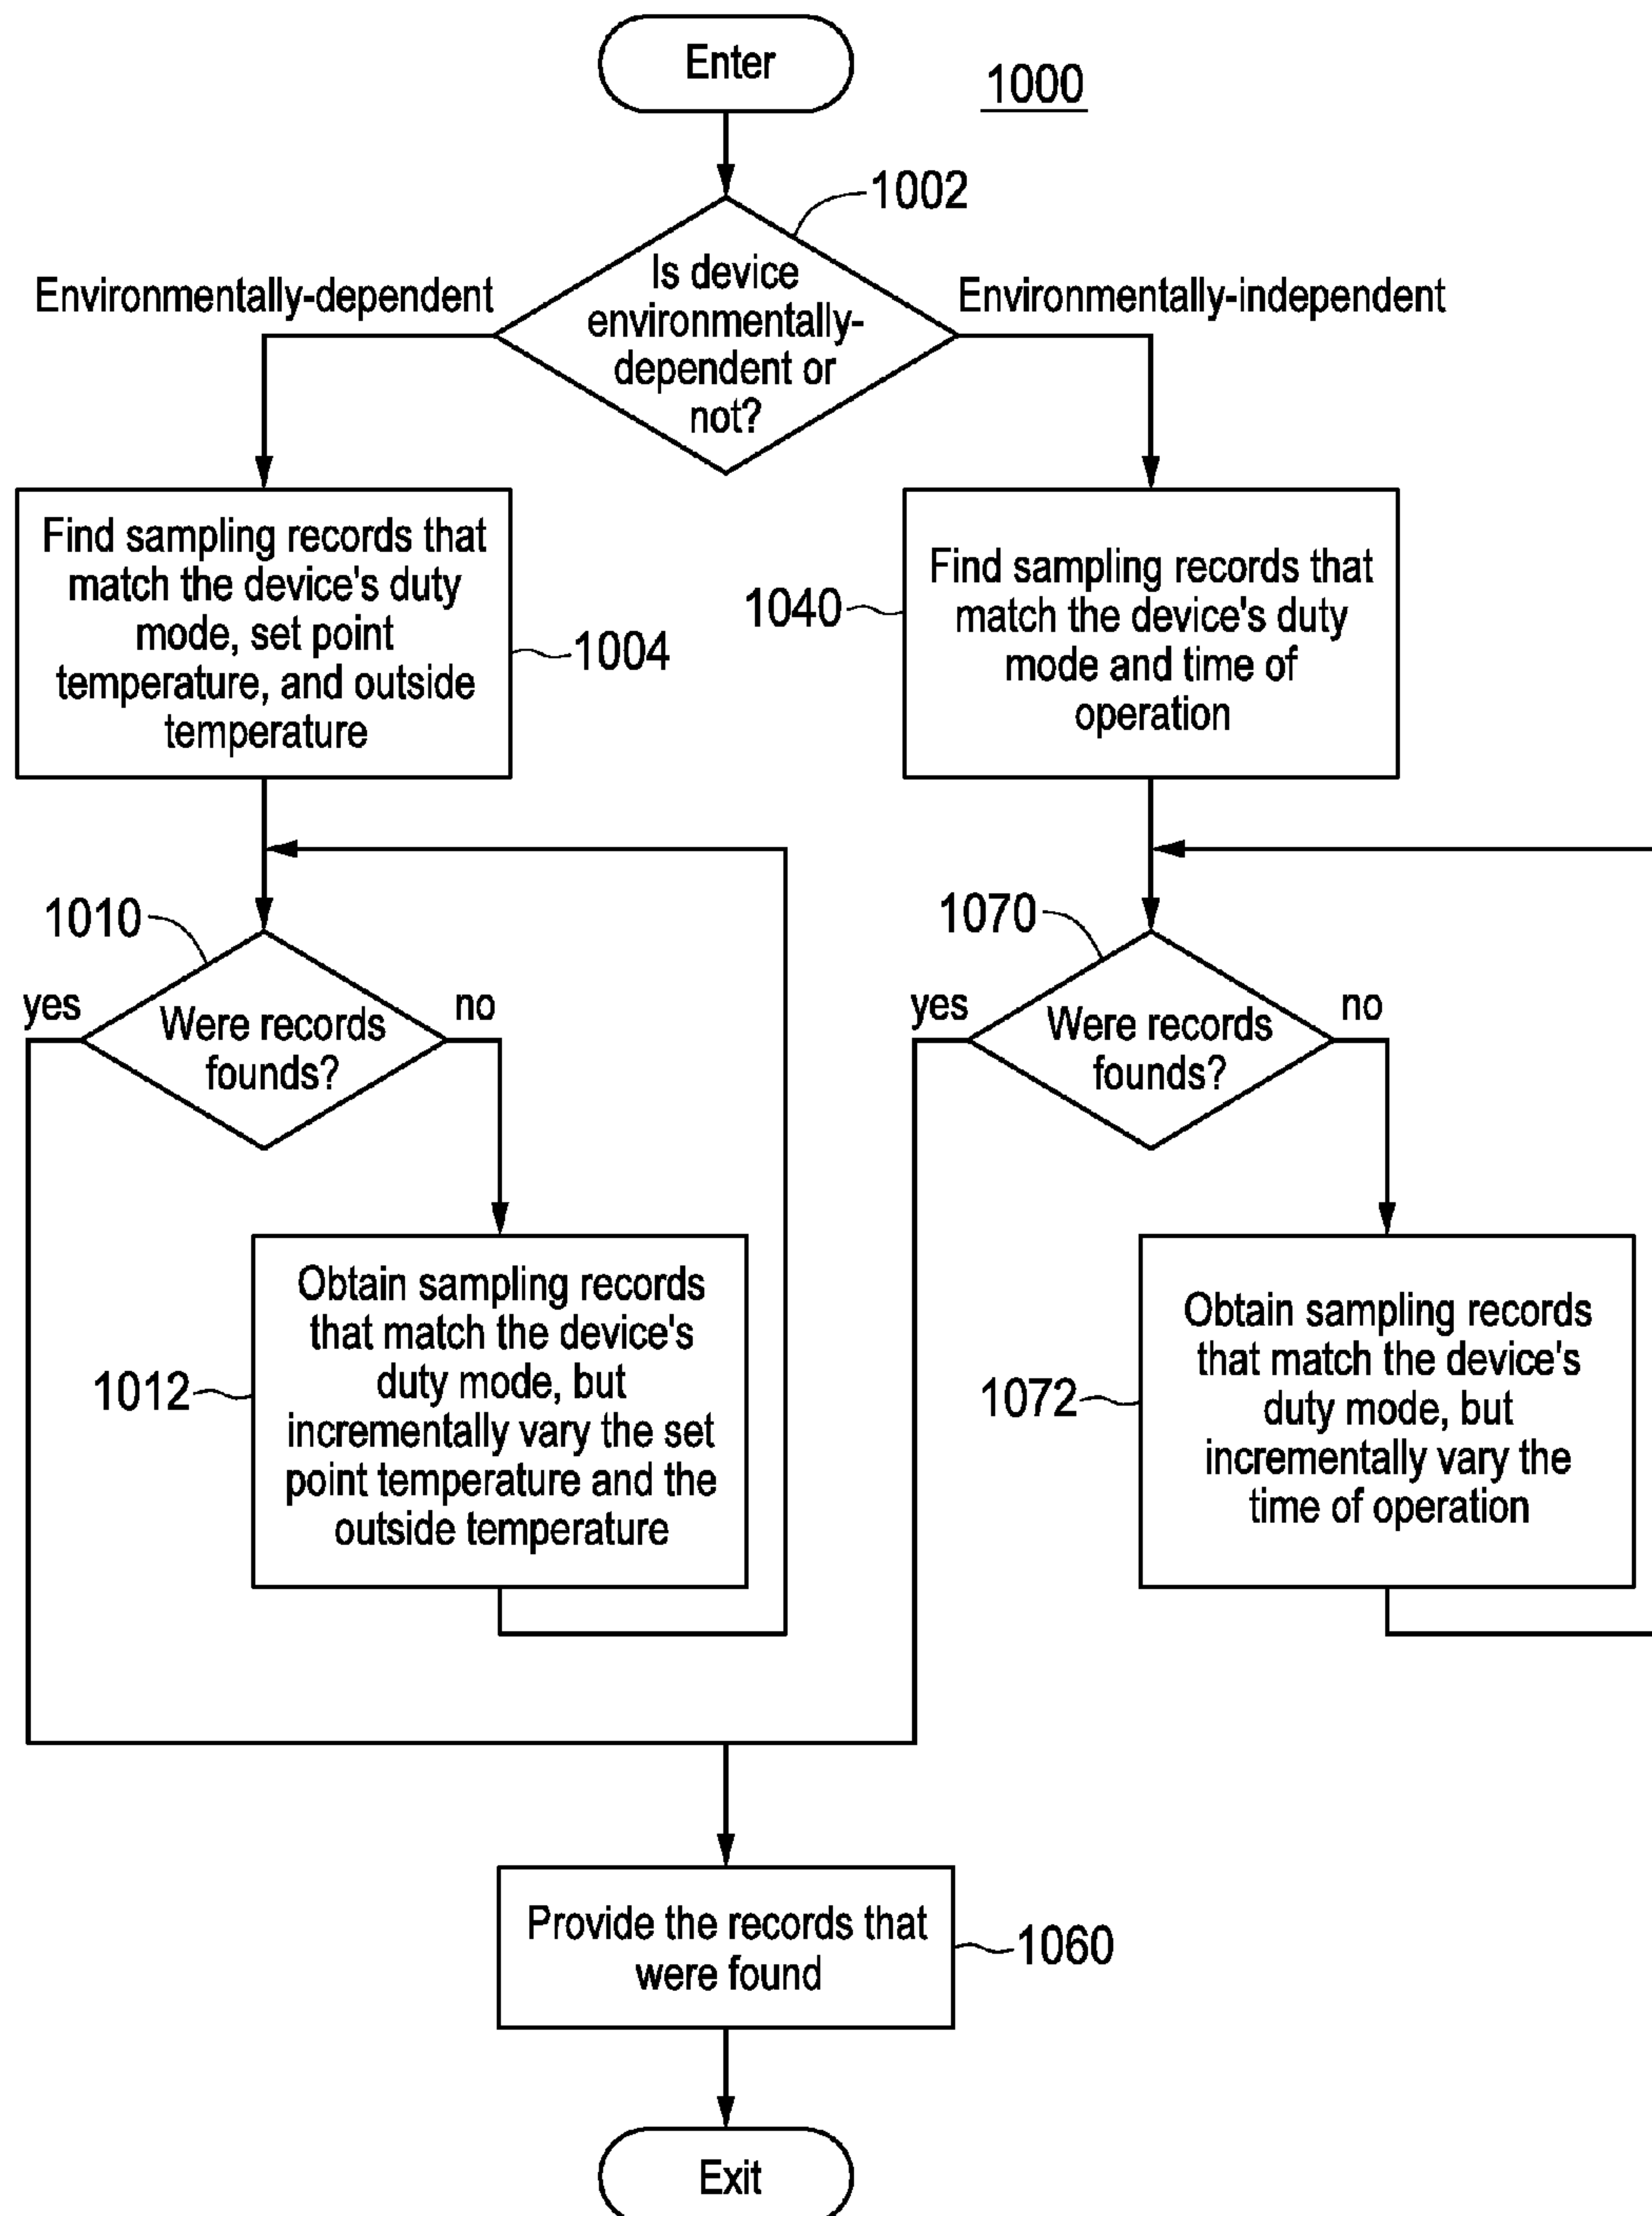 Enter
1000
1002
Is device
environmentally-
dependent or
not?
Environmentally-dependent
Environmentally-independent
Find sampling records that
match the device's duty
mode, set point
temperature, and outside
temperature
1004
1040
Find sampling records that
match the device's duty
mode and time of
operation
1010
yes
Were records
founds?
no
1070
yes
Were records
founds?
no
1012
Obtain sampling records
that match the device's
duty mode, but
incrementally vary the set
point temperature and the
outside temperature
1072
Obtain sampling records
that match the device's
duty mode, but
incrementally vary the
time of operation
Provide the records that
were found
1060
Exit